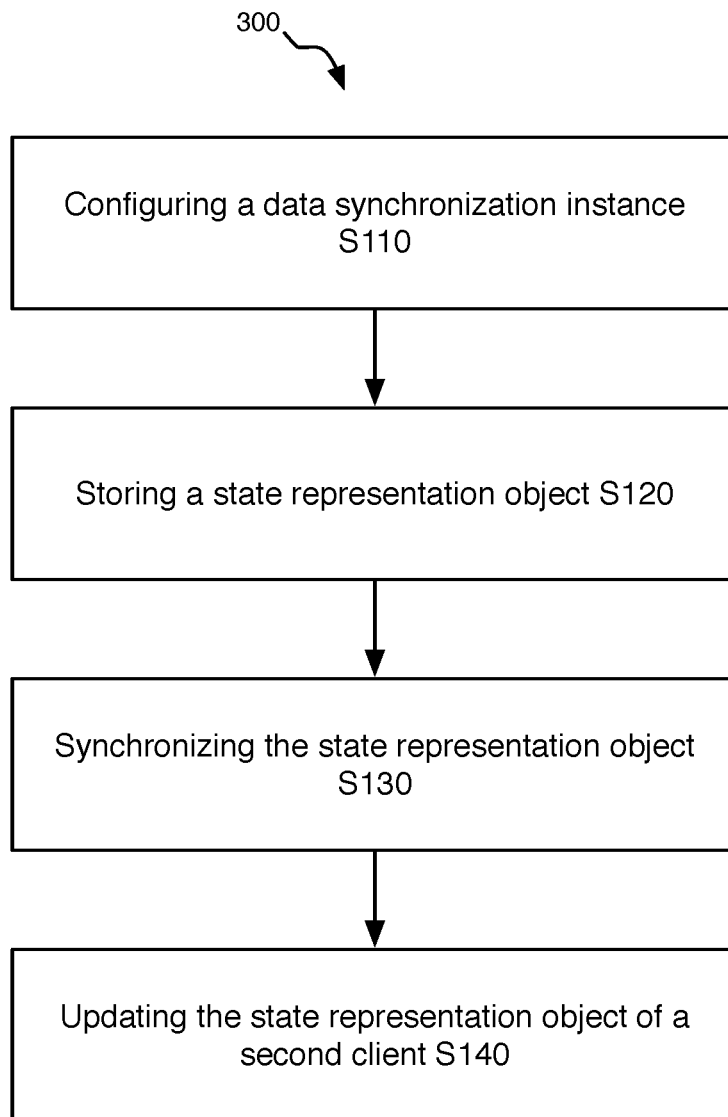 300
Configuring a data synchronization instance
S110
Storing a state representation object S120
Synchronizing the state representation object
S130
Updating the state representation object of a
second client S140